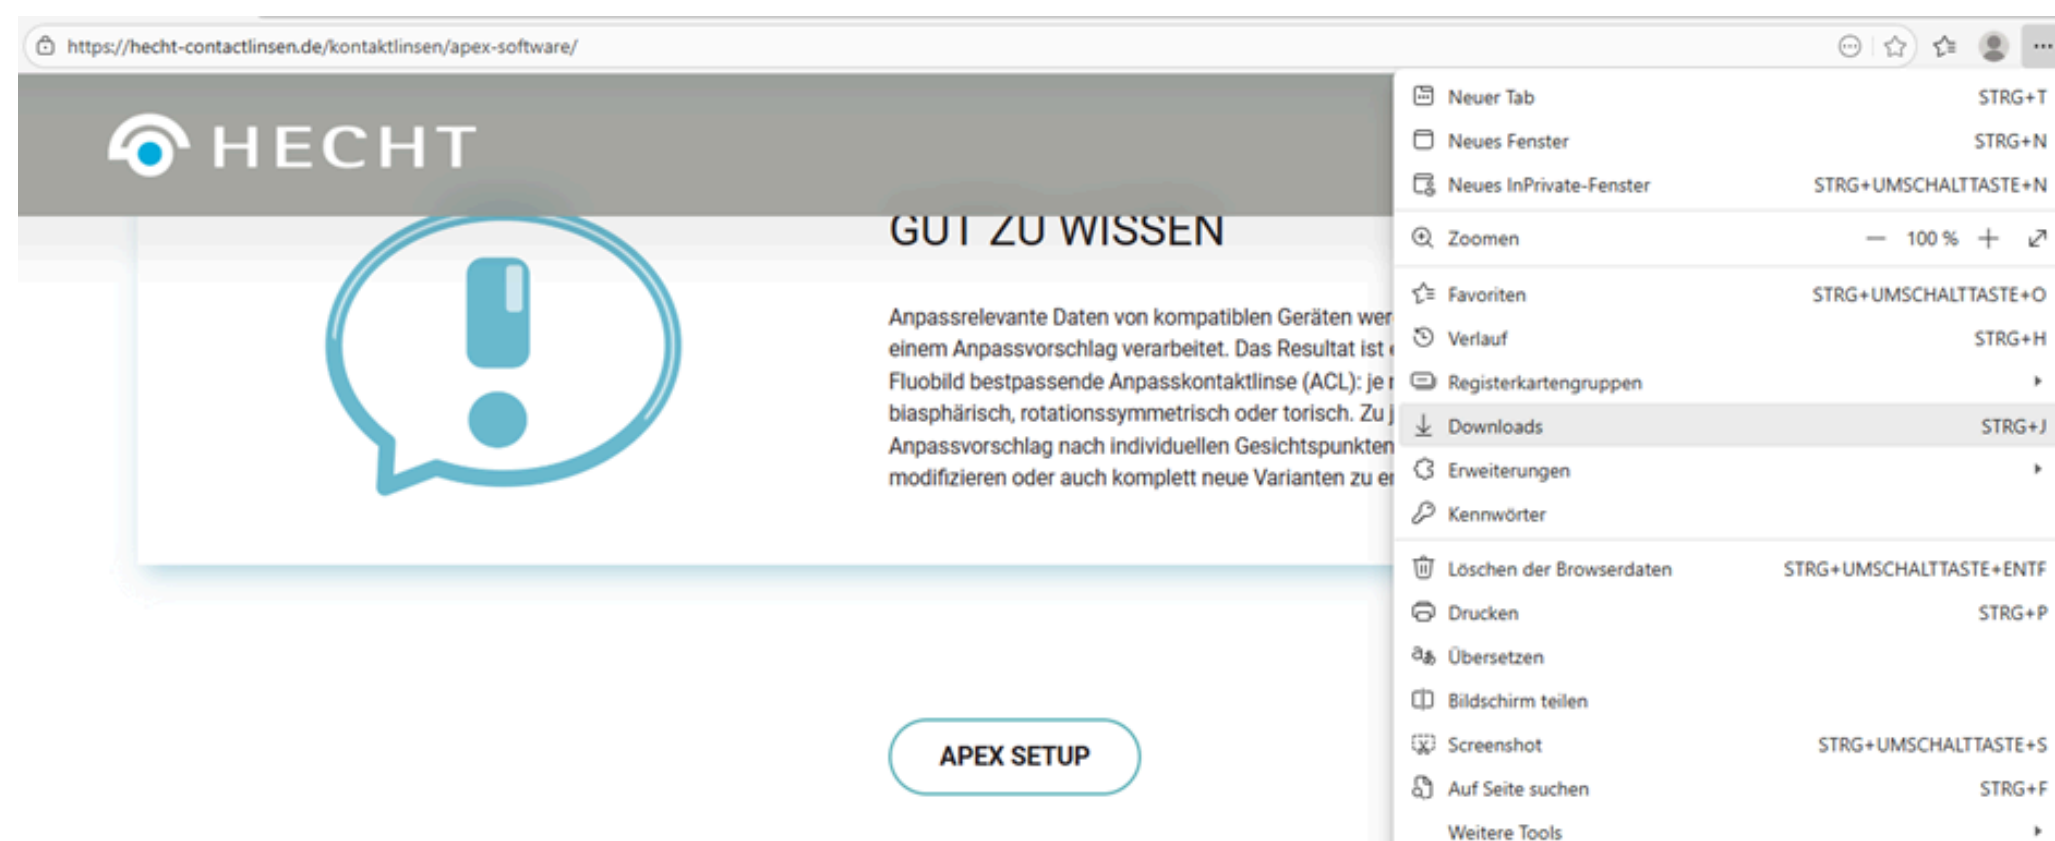 https://hecht-contactlinsen.de/kontaktlinsen/apex-software/
HECHT
GUT ZU WISSEN
Anpassrelevante Daten von kompatiblen Geräten wer
einem Anpassvorschlag verarbeitet. Das Resultat ist
Fluobild bestpassende Anpasskontaktlinse (ACL): je
biasphärisch, rotationssymmetrisch oder torisch. Zu
Anpassvorschlag nach individuellen Gesichtspunkten
modifizieren oder auch komplett neue Varianten zu
APEX SETUP
Neuer Tab STRG+T
Neues Fenster STRG+N
Neues InPrivate-Fenster STRG+UMSCHALTTASTE+N
Zoomen — 100 % +
Favoriten STRG+UMSCHALTTASTE+O
Verlauf STRG+H
Registerkartengruppen
Downloads STRG+J
Erweiterungen
Kennwörter
Löschen der Browserdaten STRG+UMSCHALTTASTE+ENTF
Drucken STRG+P
Übersetzen
Bildschirm teilen
Screenshot STRG+UMSCHALTTASTE+S
Auf Seite suchen STRG+F
Weitere Tools